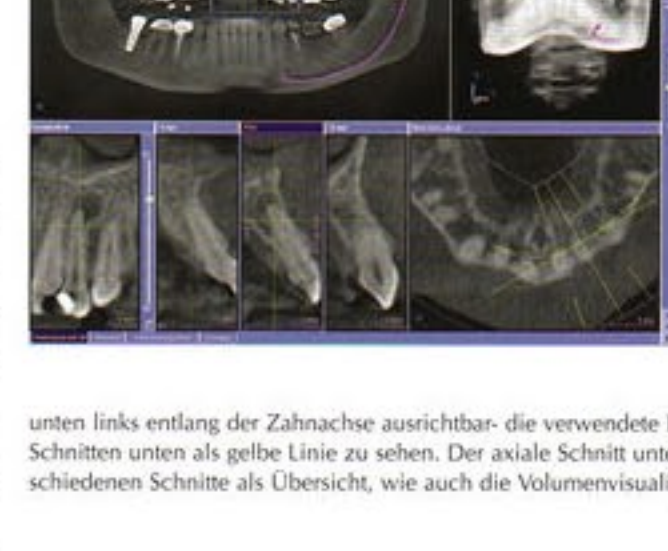 unten links entlang der Zahnachse ausrichtbar- die verwendete
Schnitten unten als gelbe Linie zu sehen. Der axiale Schnitt unt
schiedenen Schnitte als Übersicht, wie auch die Volumenvisuali